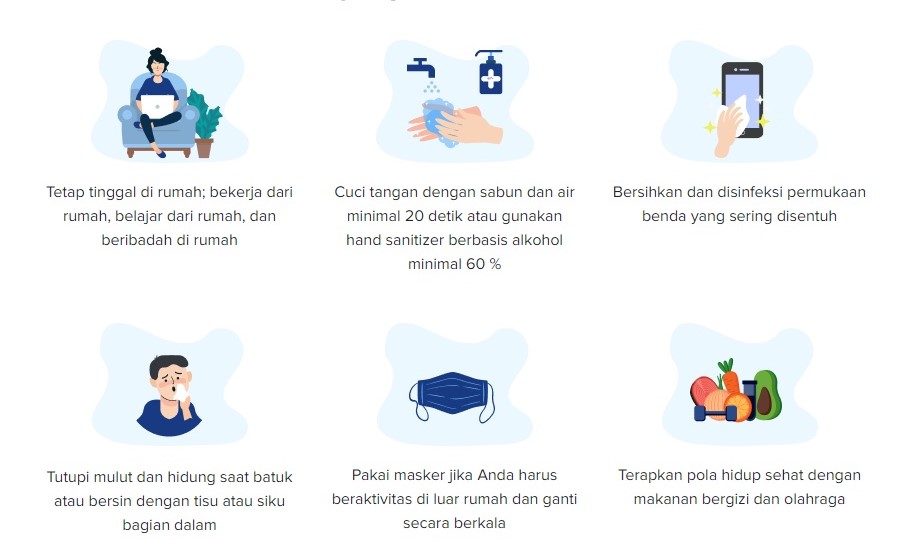 Tetap tinggal di rumah; bekerja dari
rumah, belajar dari rumah, dan
beribadah di rumah
Cuci tangan dengan sabun dan air
minimal 20 detik atau gunakan
hand sanitizer berbasis alkohol
minimal 60 %
Bersihkan dan disinfeksi permukaan
benda yang sering disentuh
Tutupi mulut dan hidung saat batuk
atau bersin dengan tisu atau siku
bagian dalam
Pakai masker jika Anda harus
beraktivitas di luar rumah dan ganti
secara berkala
Terapkan pola hidup sehat dengan
makanan bergizi dan olahraga